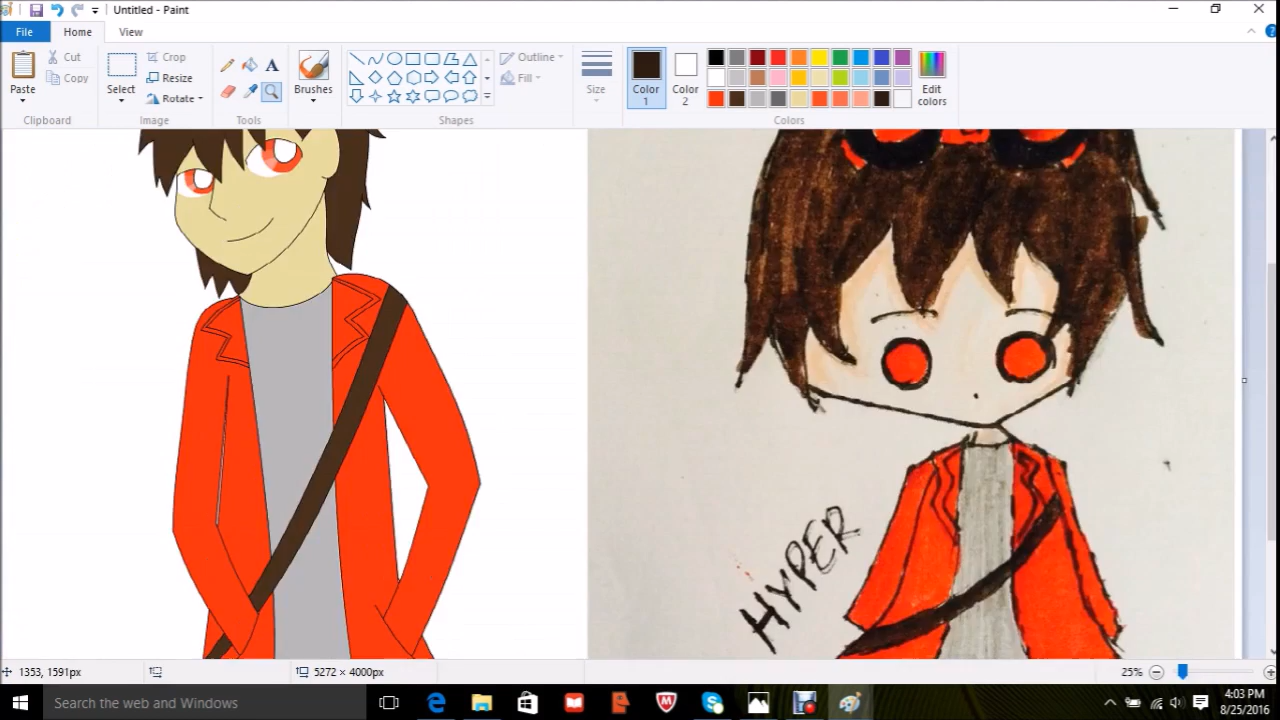 Untitled - Paint
File
Home
View
Paste
Cut
Copy
Clipboard
Select
Crop
Resize
Rotate
Image
A
Tools
Brushes
Shapes
Outline
Fill
Size
Color
1
Color
2
Edit
colors
Colors
HYPER
1353, 1591px
5272 × 4000px
25%
Search the web and Windows
4:03 PM
8/25/2016